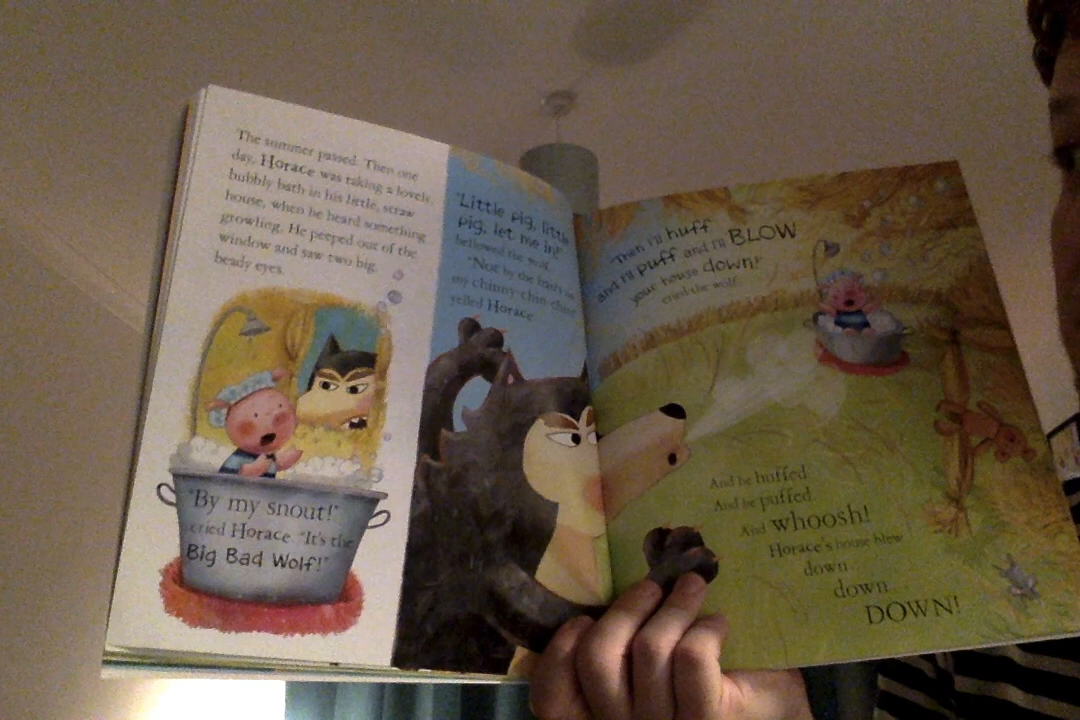 The summer passed. Then one
day, Horace was taking a lovely,
bubbly bath in his little, straw
house, when he heard something
growling. He peeped out of the
window and saw two big,
beady eyes.
"By my snout!"
cried Horace. "It's the
Big Bad Wolf!"
"Little pig, little
pig, let me in!"
bellowed the wolf.
"Not by the hairs on
my chinny-chin-chin!"
yelled Horace.
"Then I'll huff
and I'll puff and I'll BLOW
your house down!"
cried the wolf.
And he huffed
And he puffed
And whoosh!
Horace's house blew
down
down
DOWN!